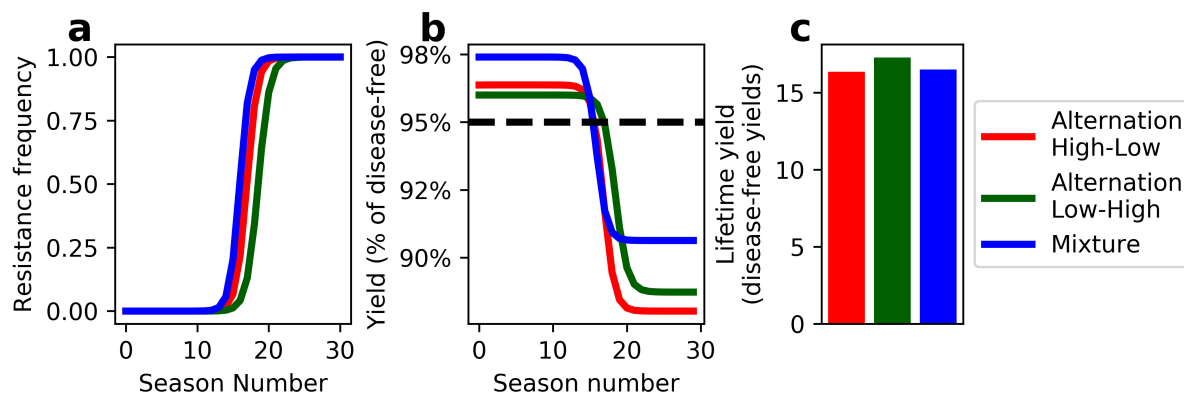 a
Resistance frequency
1.00
0.75
0.50
0.25
0.00
0
10
20
30
Season Number
b
Yield (% of disease-free)
98%
95%
92%
90%
0
10
20
30
Season number
c
Lifetime yield
(disease-free yields)
15
10
5
0
Alternation
High-Low
Alternation
Low-High
Mixture